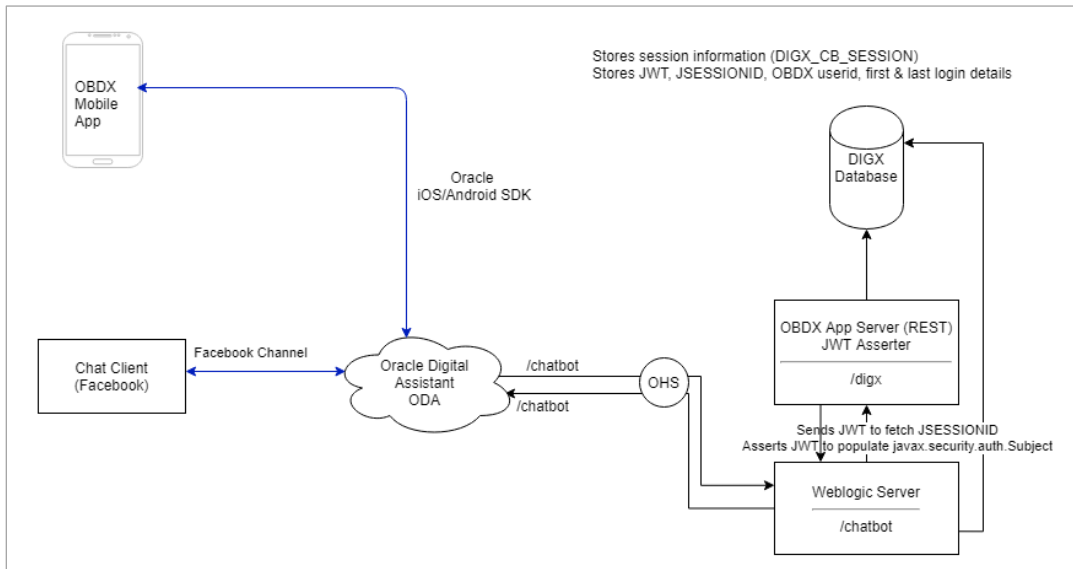 OBDX
Mobile
App
Stores session information (DIGX_CB_SESSION)
Stores JWT, JSESSIONID, OBDX userid, first & last login details
DIGX
Database
Oracle
iOS/Android SDK
OBDX App Server (REST)
JWT Asserter
/digx
Chat Client
(Facebook)
Facebook Channel
Oracle Digital
Assistant
ODA
/chatbot
/chatbot
OHS
Sends JWT to fetch JSESSIONID
Asserts JWT to populate javax.security.auth.Subject
Weblogic Server
/chatbot